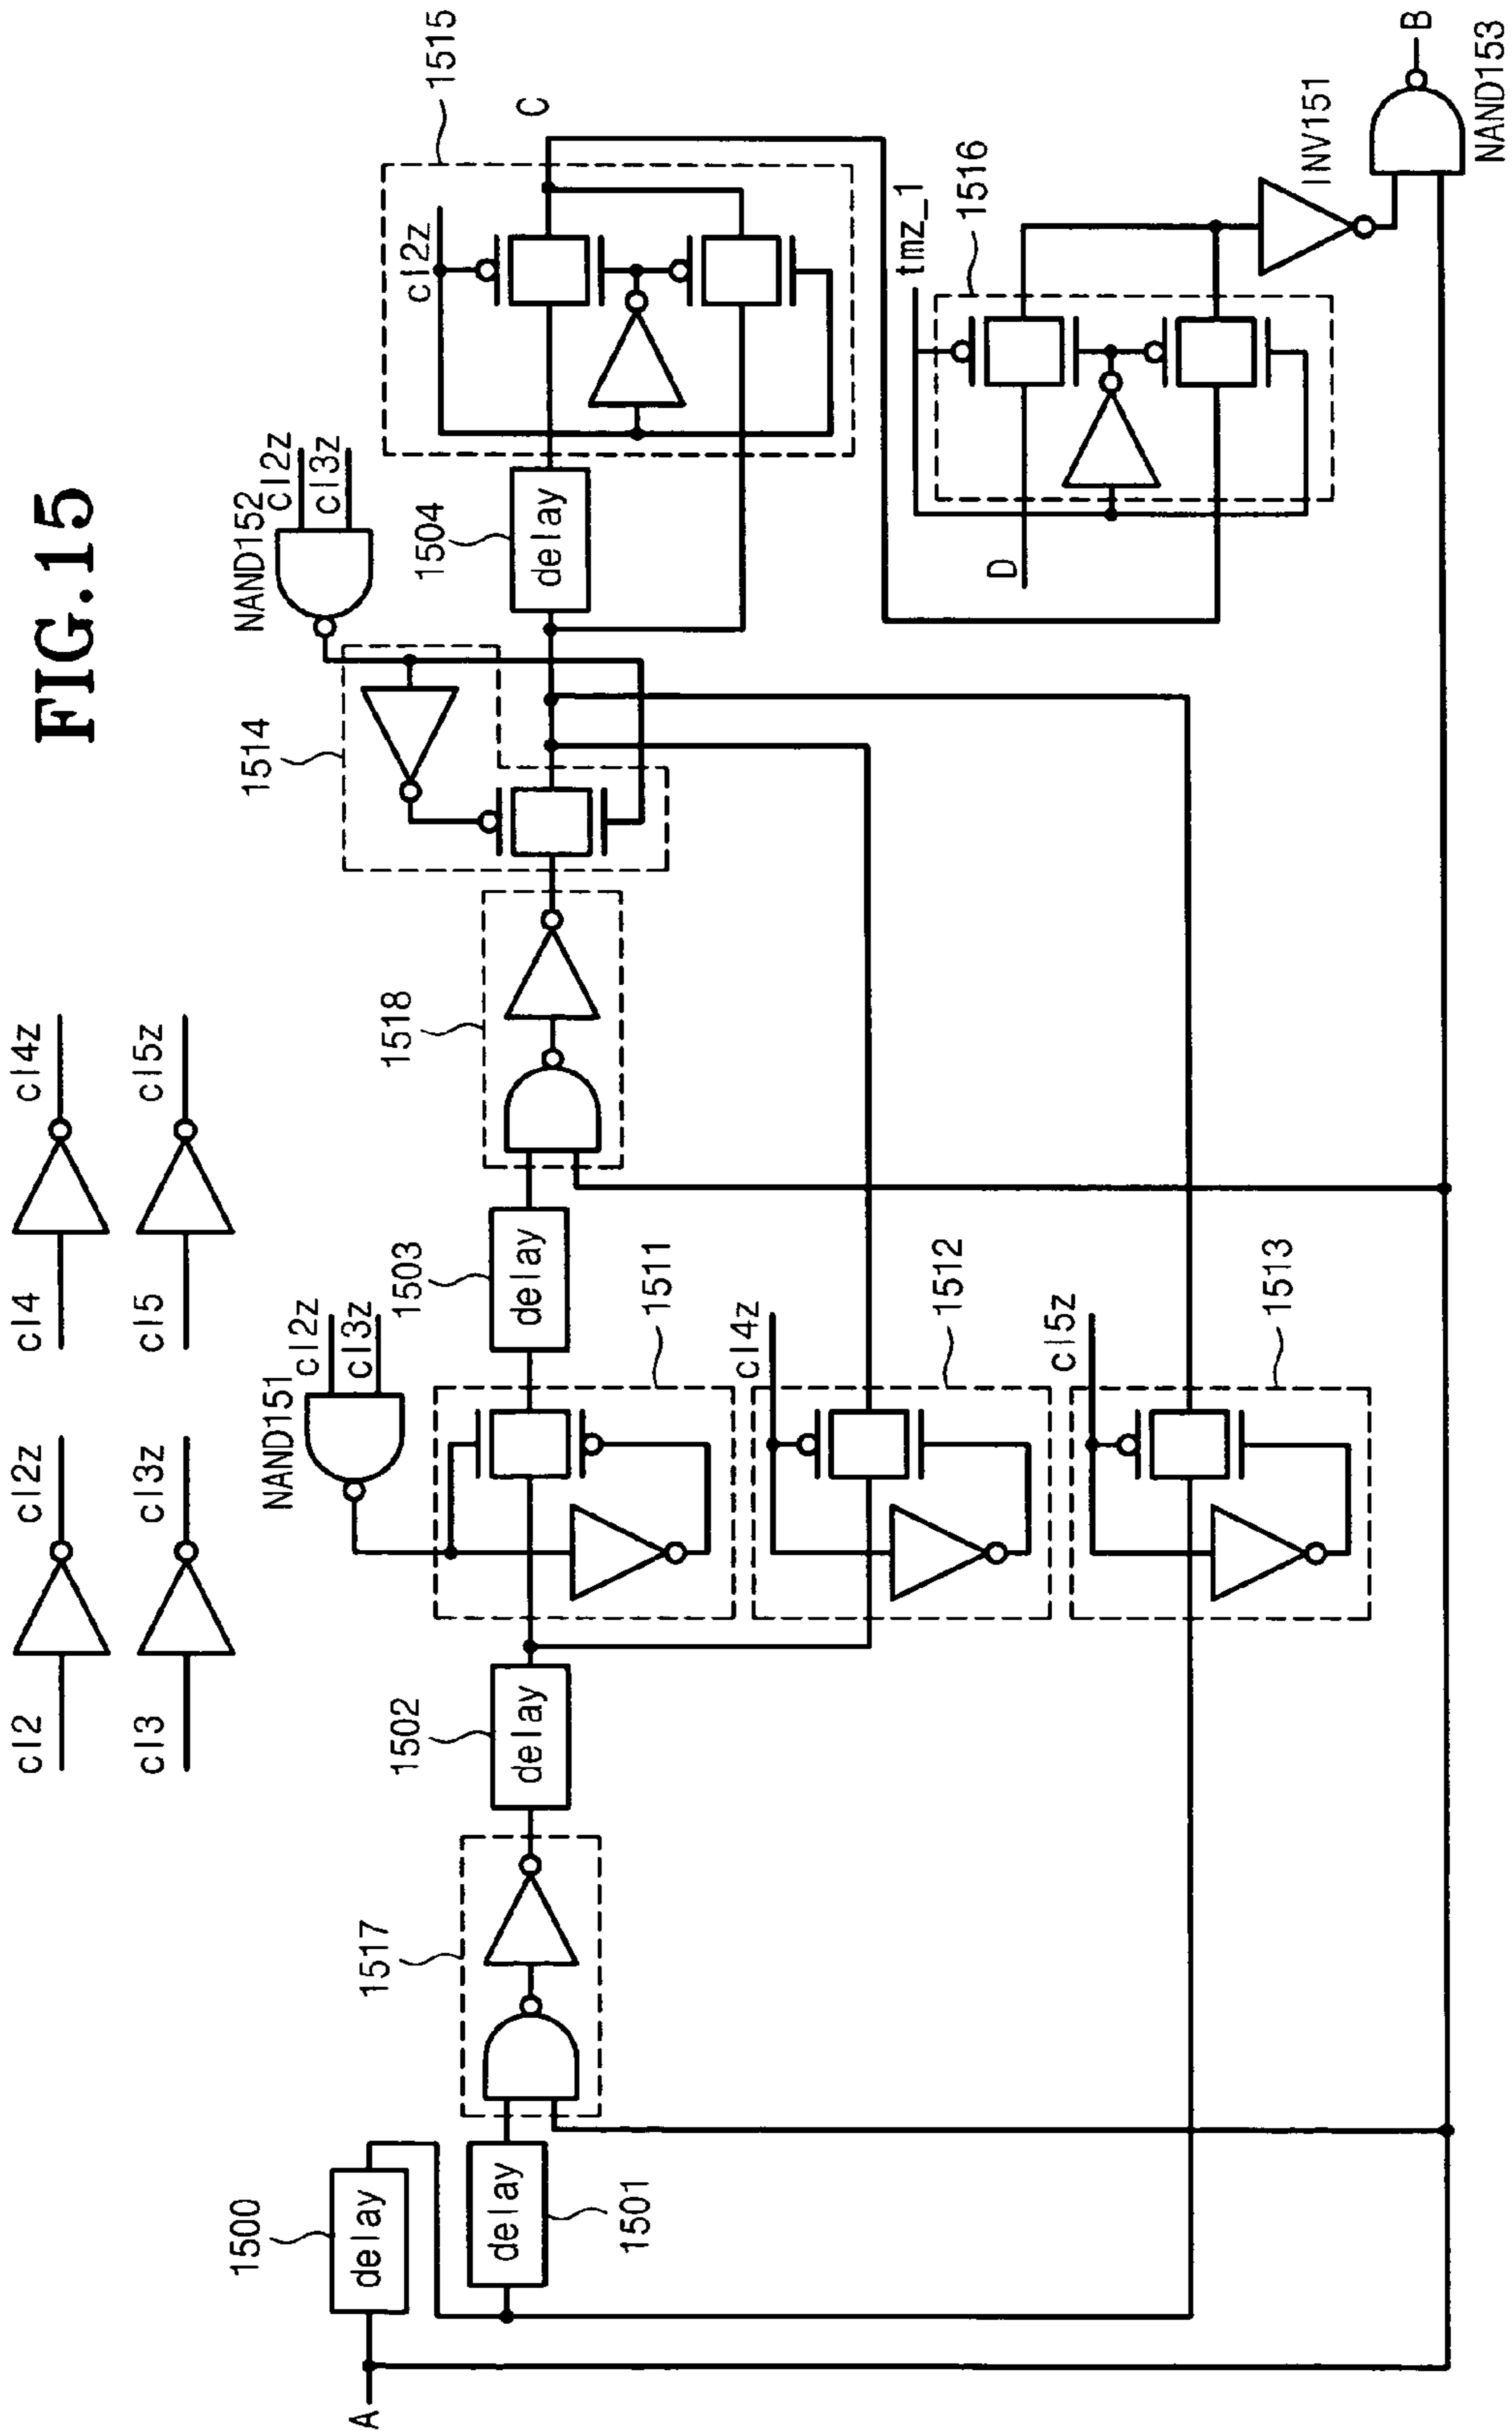 FIG.15
cl2
cl2z
cl4
cl4z
cl3
cl3z
cl5
cl5z
1500
delay
A
delay
1501
1517
1502
delay
NAND151
cl2z
cl3z
1503
delay
1511
cl4z
1512
cl5z
1513
1518
1514
NAND152
cl2z
cl3z
1504
delay
cl2z
1515
C
D
tmz_1
1516
INV151
B
NAND153